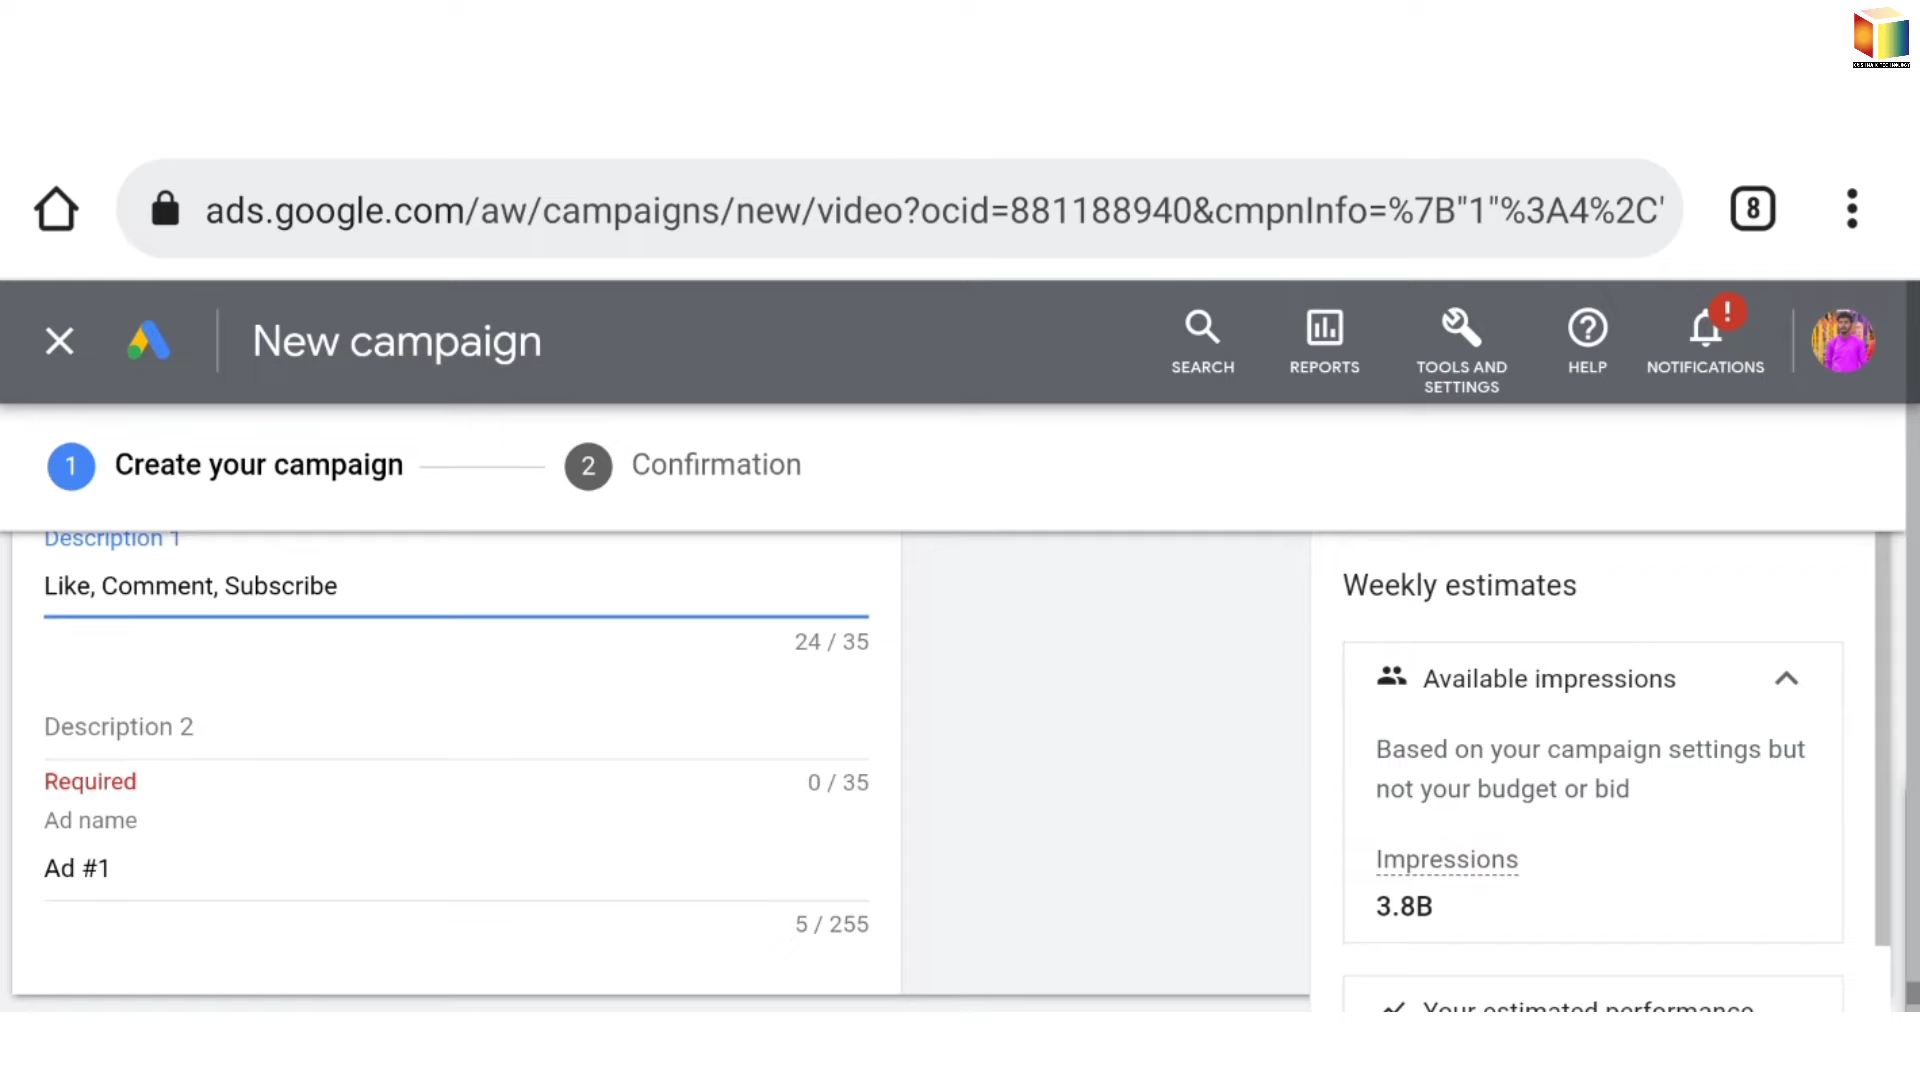 ads.google.com/aw/campaigns/new/video?ocid=881188940&cmpnInfo=%7B"1"%3A4%2C'
8
New campaign
SEARCH
REPORTS
TOOLS AND
SETTINGS
HELP
!
NOTIFICATIONS
1 Create your campaign
2 Confirmation
Description 1
Like, Comment, Subscribe
24 / 35
Description 2
Required
0 / 35
Ad name
Ad #1
5 / 255
Weekly estimates
Available impressions
Based on your campaign settings but
not your budget or bid
Impressions
3.8B
Your estimated performance